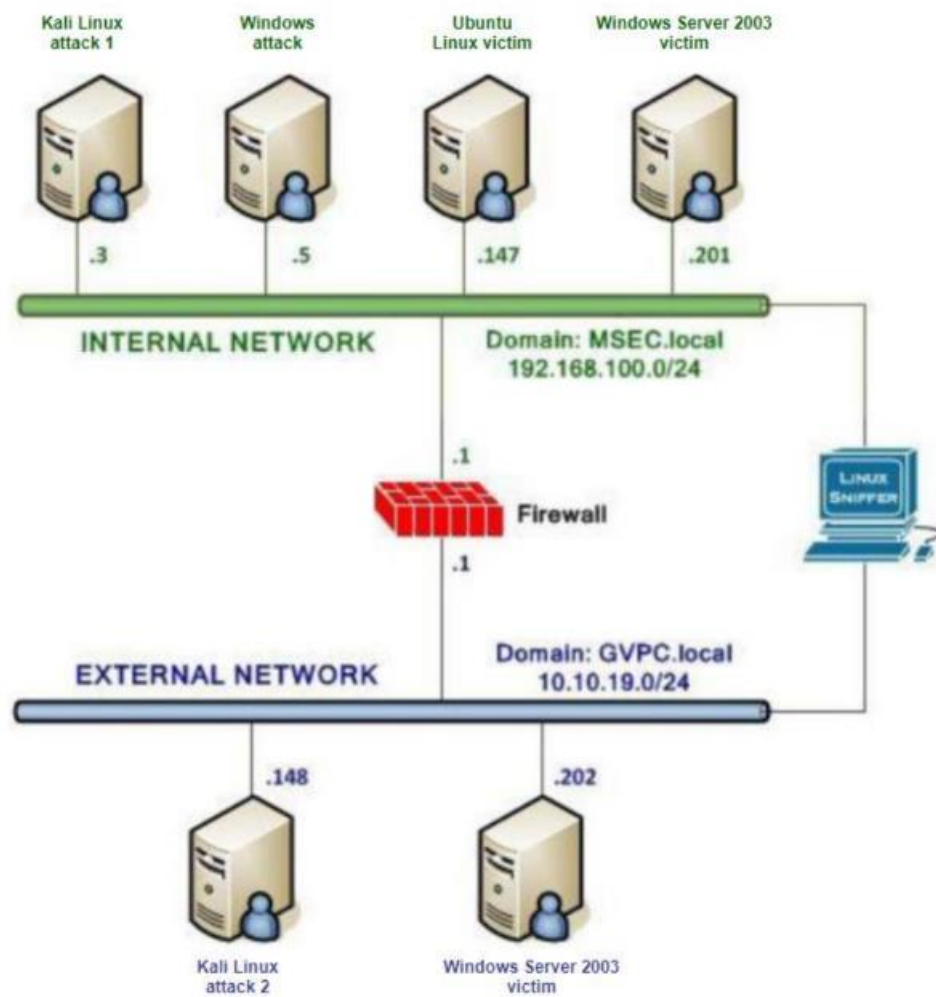 Kali Linux
attack 1
Windows
attack
Ubuntu
Linux victim
Windows Server 2003
victim
.3
.5
.147
.201
INTERNAL NETWORK
Domain: MSEC.local
192.168.100.0/24
.1
Firewall
.1
LINUX
SNIFFER
EXTERNAL NETWORK
Domain: GVPC.local
10.10.19.0/24
.148
.202
Kali Linux
attack 2
Windows Server 2003
victim